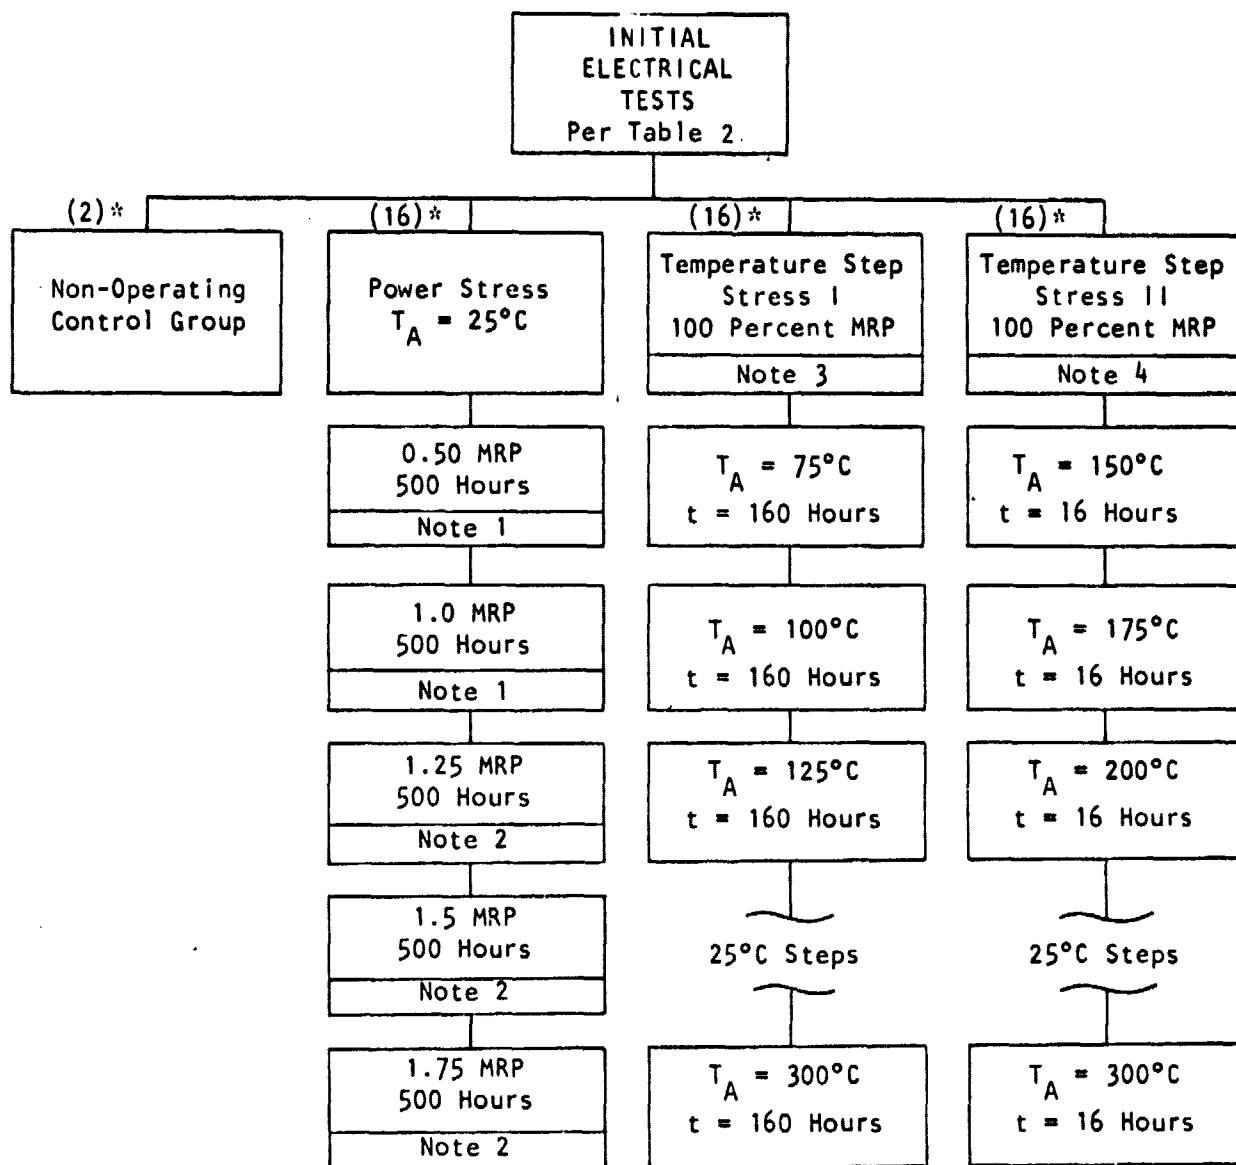 INITIAL
ELECTRICAL
TESTS
Per Table 2
(2)*
Non-Operating
Control Group
(16)*
Power Stress
T_A = 25°C
0.50 MRP
500 Hours
Note 1
1.0 MRP
500 Hours
Note 1
1.25 MRP
500 Hours
Note 2
1.5 MRP
500 Hours
Note 2
1.75 MRP
500 Hours
Note 2
(16)*
Temperature Step
Stress I
100 Percent MRP
Note 3
T_A = 75°C
t = 160 Hours
T_A = 100°C
t = 160 Hours
T_A = 125°C
t = 160 Hours
25°C Steps
T_A = 300°C
t = 160 Hours
(16)*
Temperature Step
Stress II
100 Percent MRP
Note 4
T_A = 150°C
t = 16 Hours
T_A = 175°C
t = 16 Hours
T_A = 200°C
t = 16 Hours
25°C Steps
T_A = 300°C
t = 16 Hours